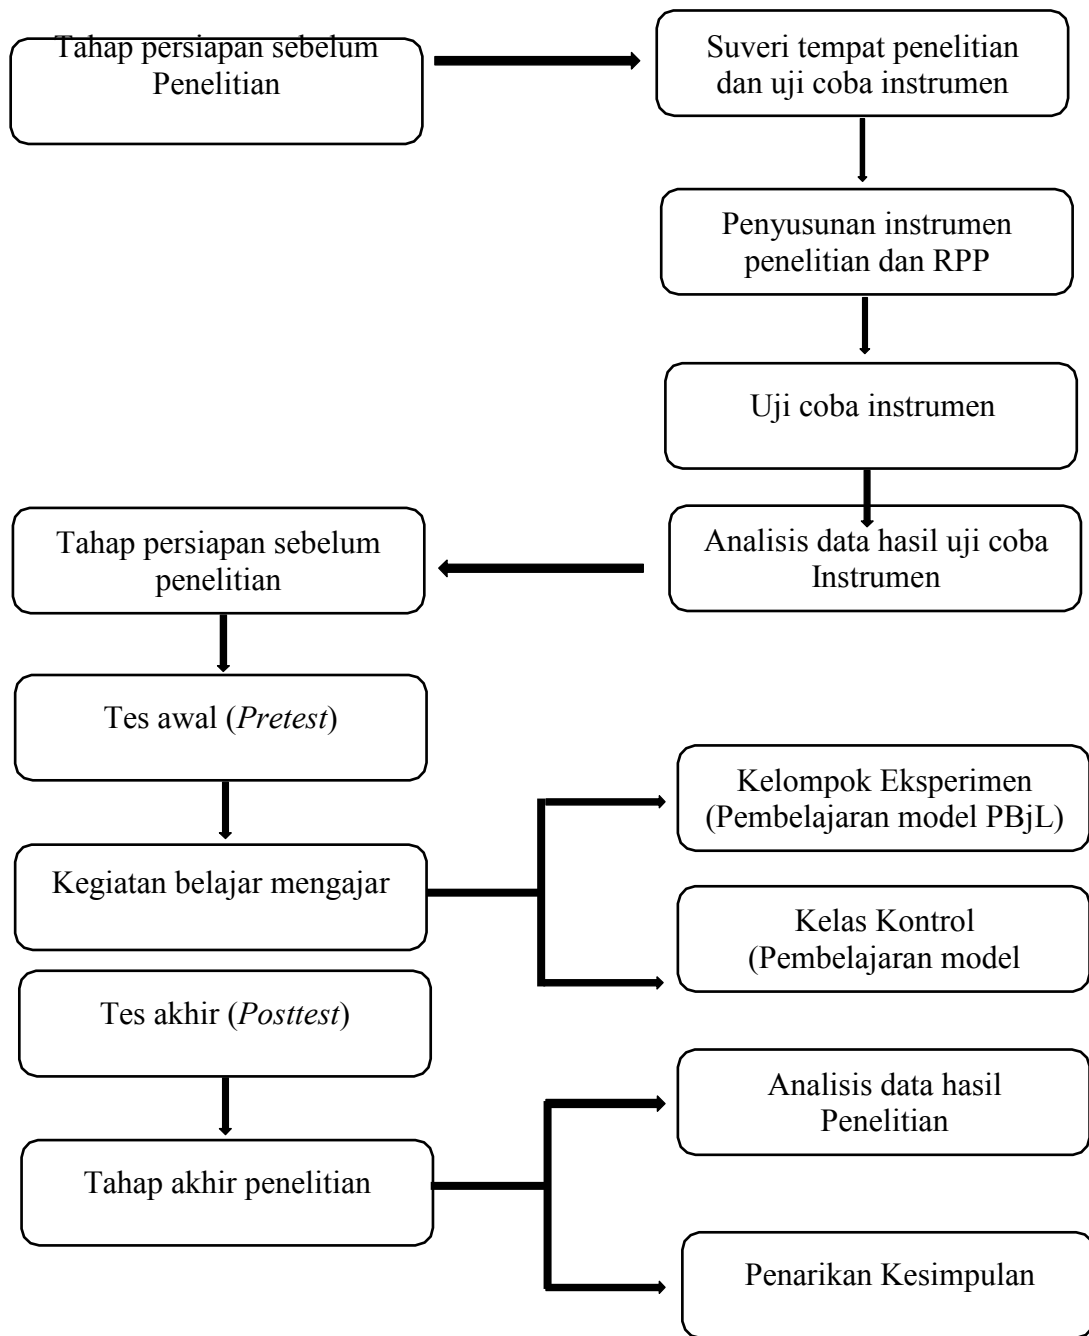 Tahap persiapan sebelum
Penelitian
Suveri tempat penelitian
dan uji coba instrumen
Penyusunan instrumen
penelitian dan RPP
Uji coba instrumen
Analisis data hasil uji coba
Instrumen
Tahap persiapan sebelum
penelitian
Tes awal (Pretest)
Kegiatan belajar mengajar
Kelompok Eksperimen
(Pembelajaran model PBjL)
Kelas Kontrol
(Pembelajaran model
Tes akhir (Posttest)
Tahap akhir penelitian
Analisis data hasil
Penelitian
Penarikan Kesimpulan